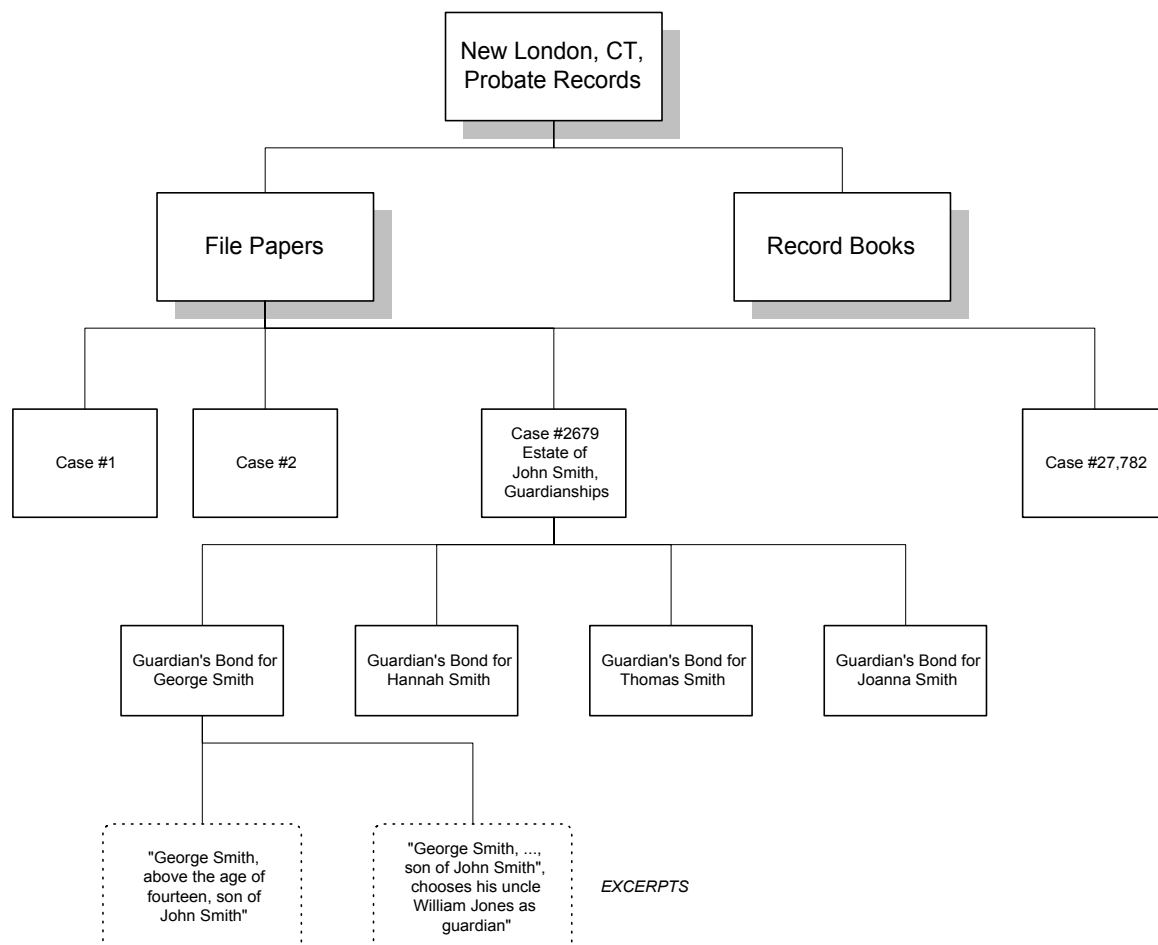 New London, CT,
Probate Records
File Papers
Record Books
Case #1
Case #2
Case #2679
Estate of
John Smith,
Guardianships
Case #27,782
Guardian's Bond for
George Smith
Guardian's Bond for
Hannah Smith
Guardian's Bond for
Thomas Smith
Guardian's Bond for
Joanna Smith
"George Smith,
above the age of
fourteen, son of
John Smith"
"George Smith, ...,
son of John Smith",
chooses his uncle
William Jones as
guardian"
EXCERPTS